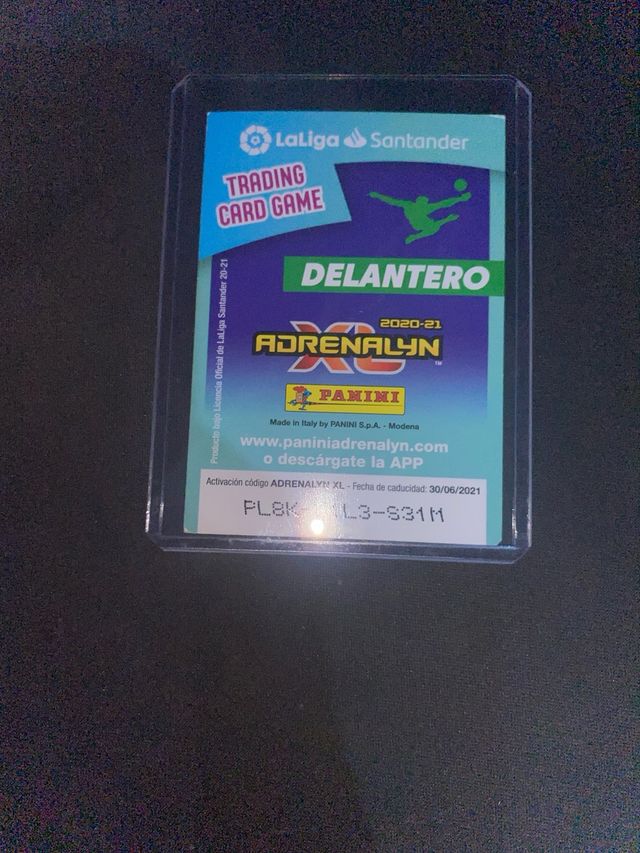 LaLiga Santander
TRADING
CARD GAME
DELANTERO
Producto bajo Licencia Oficial de LaLiga Santander 20-21
2020-21
ADRENALYN XL™
PANINI
Made in Italy by PANINI S.p.A. - Modena
www.paniniadrenalyn.com
o descárgate la APP
Activación código ADRENALYN XL - Fecha de caducidad: 30/06/2021
L3-S31M